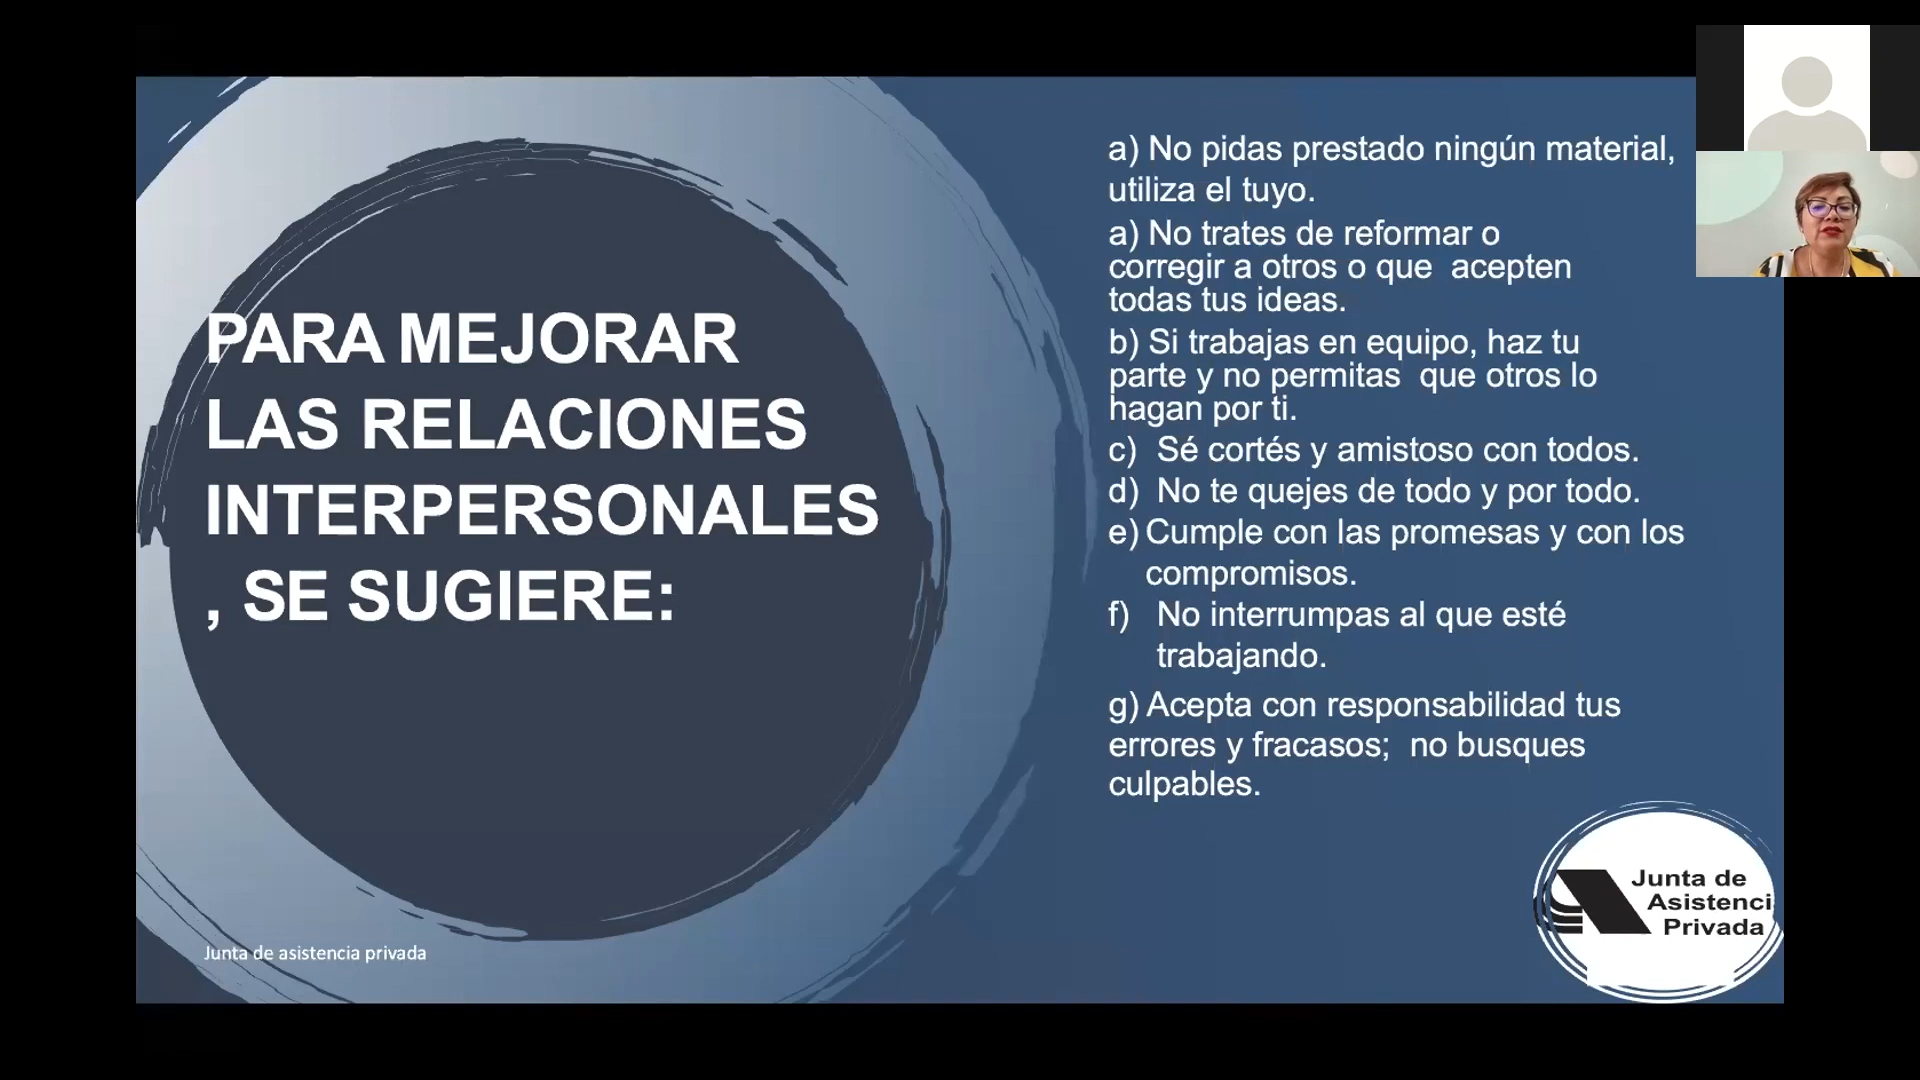 PARA MEJORAR
LAS RELACIONES
INTERPERSONALES
, SE SUGIERE:
a) No pidas prestado ningún material,
utiliza el tuyo.
a) No trates de reformar o
corregir a otros o que acepten
todas tus ideas.
b) Si trabajas en equipo, haz tu
parte y no permitas que otros lo
hagan por ti.
c) Sé cortés y amistoso con todos.
d) No te quejes de todo y por todo.
e) Cumple con las promesas y con los
compromisos.
f) No interrumpas al que esté
trabajando.
g) Acepta con responsabilidad tus
errores y fracasos; no busques
culpables.
Junta de
Asistenci
Privada
Junta de asistencia privada